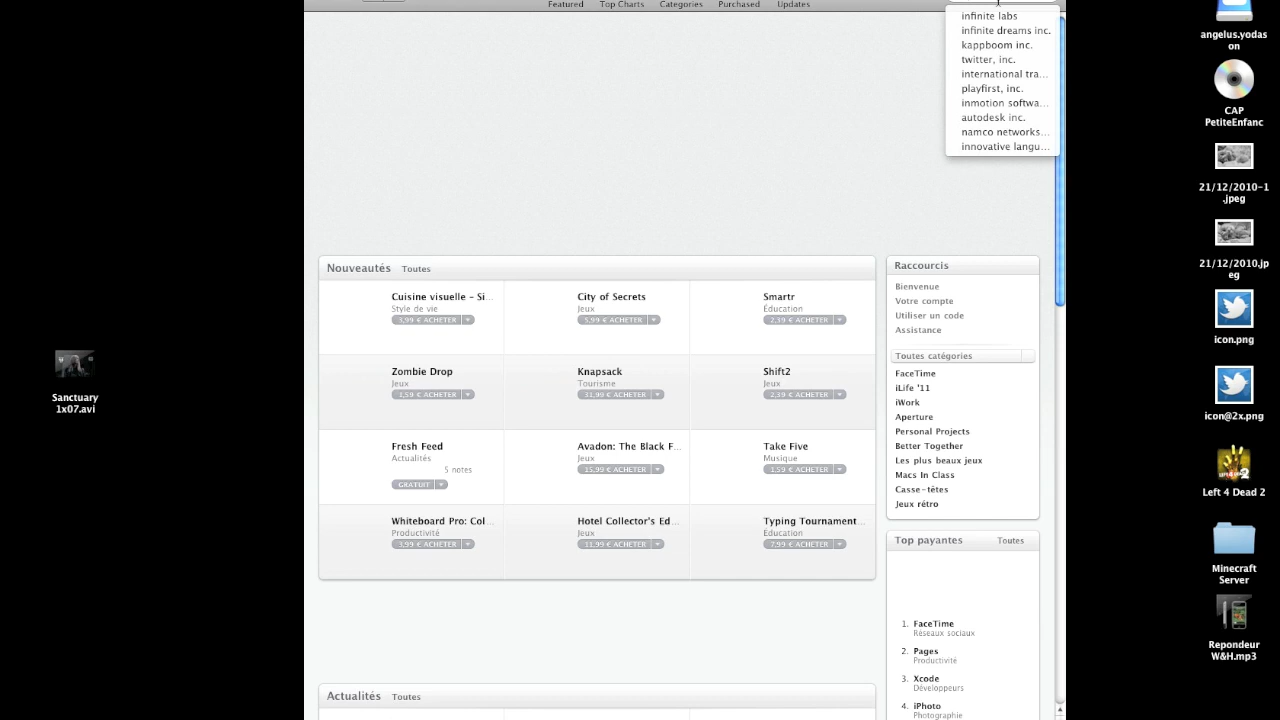 Featured Top Charts Categories Purchased Updates
infinite labs
infinite dreams inc.
kappboom inc.
twitter, inc.
international tra...
playfirst, inc.
inmotion softwa...
autodesk inc.
namco networks...
innovative langu...
Nouveautés Toutes
Cuisine visuelle – Si...
Style de vie
3,99 € ACHETER
City of Secrets
Jeux
5,99 € ACHETER
Smartr
Éducation
2,39 € ACHETER
Zombie Drop
Jeux
1,59 € ACHETER
Knapsack
Tourisme
31,99 € ACHETER
Shift2
Jeux
2,39 € ACHETER
Fresh Feed
Actualités
5 notes
GRATUIT
Avadon: The Black F...
Jeux
15,99 € ACHETER
Take Five
Musique
1,59 € ACHETER
Whiteboard Pro: Col...
Productivité
3,99 € ACHETER
Hotel Collector's Ed...
Jeux
11,99 € ACHETER
Typing Tournament...
Éducation
7,99 € ACHETER
Actualités Toutes
Raccourcis
Bienvenue
Votre compte
Utiliser un code
Assistance
Toutes catégories
FaceTime
iLife '11
iWork
Aperture
Personal Projects
Better Together
Les plus beaux jeux
Macs In Class
Casse-têtes
Jeux rétro
Top payantes Toutes
1. FaceTime
Réseaux sociaux
2. Pages
Productivité
3. Xcode
Développeurs
4. iPhoto
Photographie
Sanctuary
1x07.avi
angelus.yodas
on
CAP
PetiteEnfanc
21/12/2010-1
.jpeg
21/12/2010.jp
eg
icon.png
icon@2x.png
Left 4 Dead 2
Minecraft
Server
Repondeur
W&H.mp3